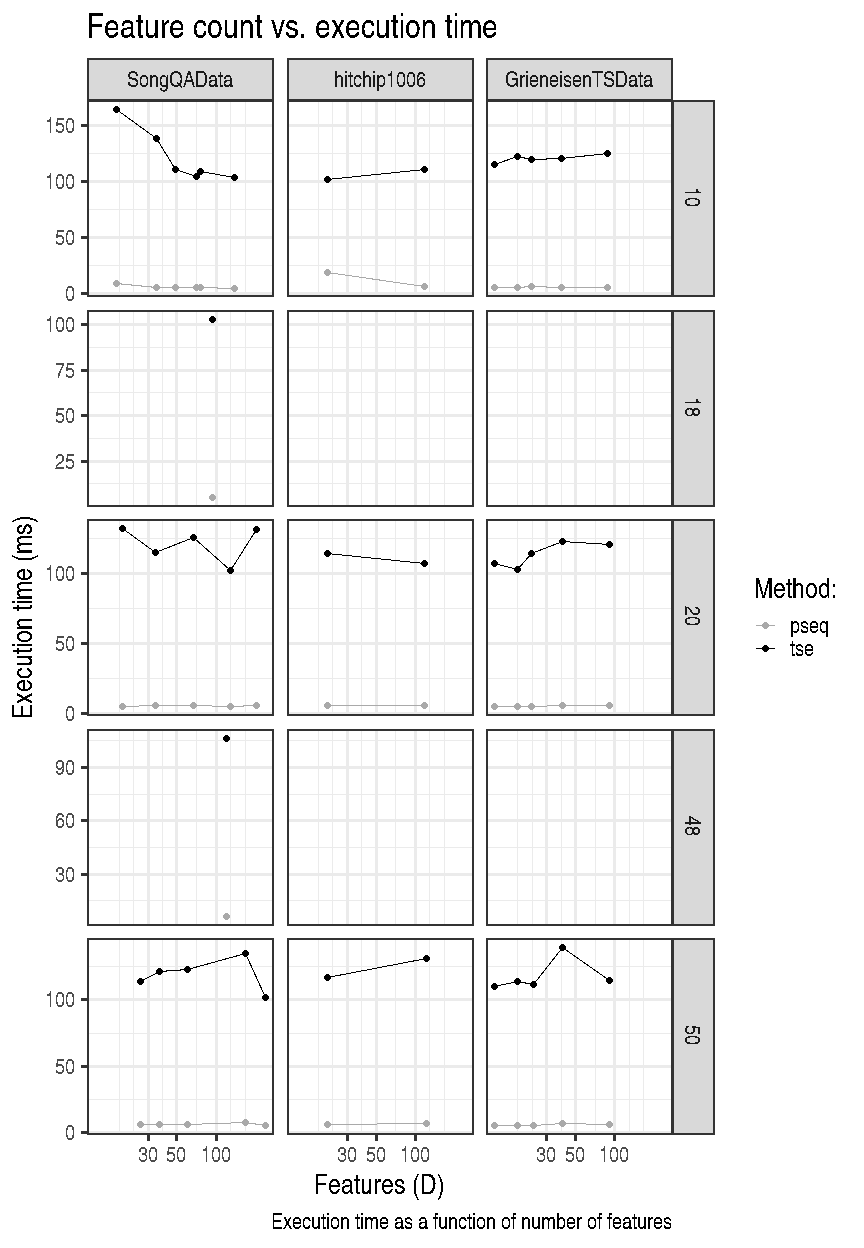 Feature count vs. execution time
SongQAData
hitchip1006
GrieneisenTSData
150
100
50
0
10
100
75
50
25
18
100
50
0
20
90
60
30
48
100
50
0
50
30 50 100
30 50 100
30 50 100
Execution time (ms)
Features (D)
Method:
pseq
tse
Execution time as a function of number of features